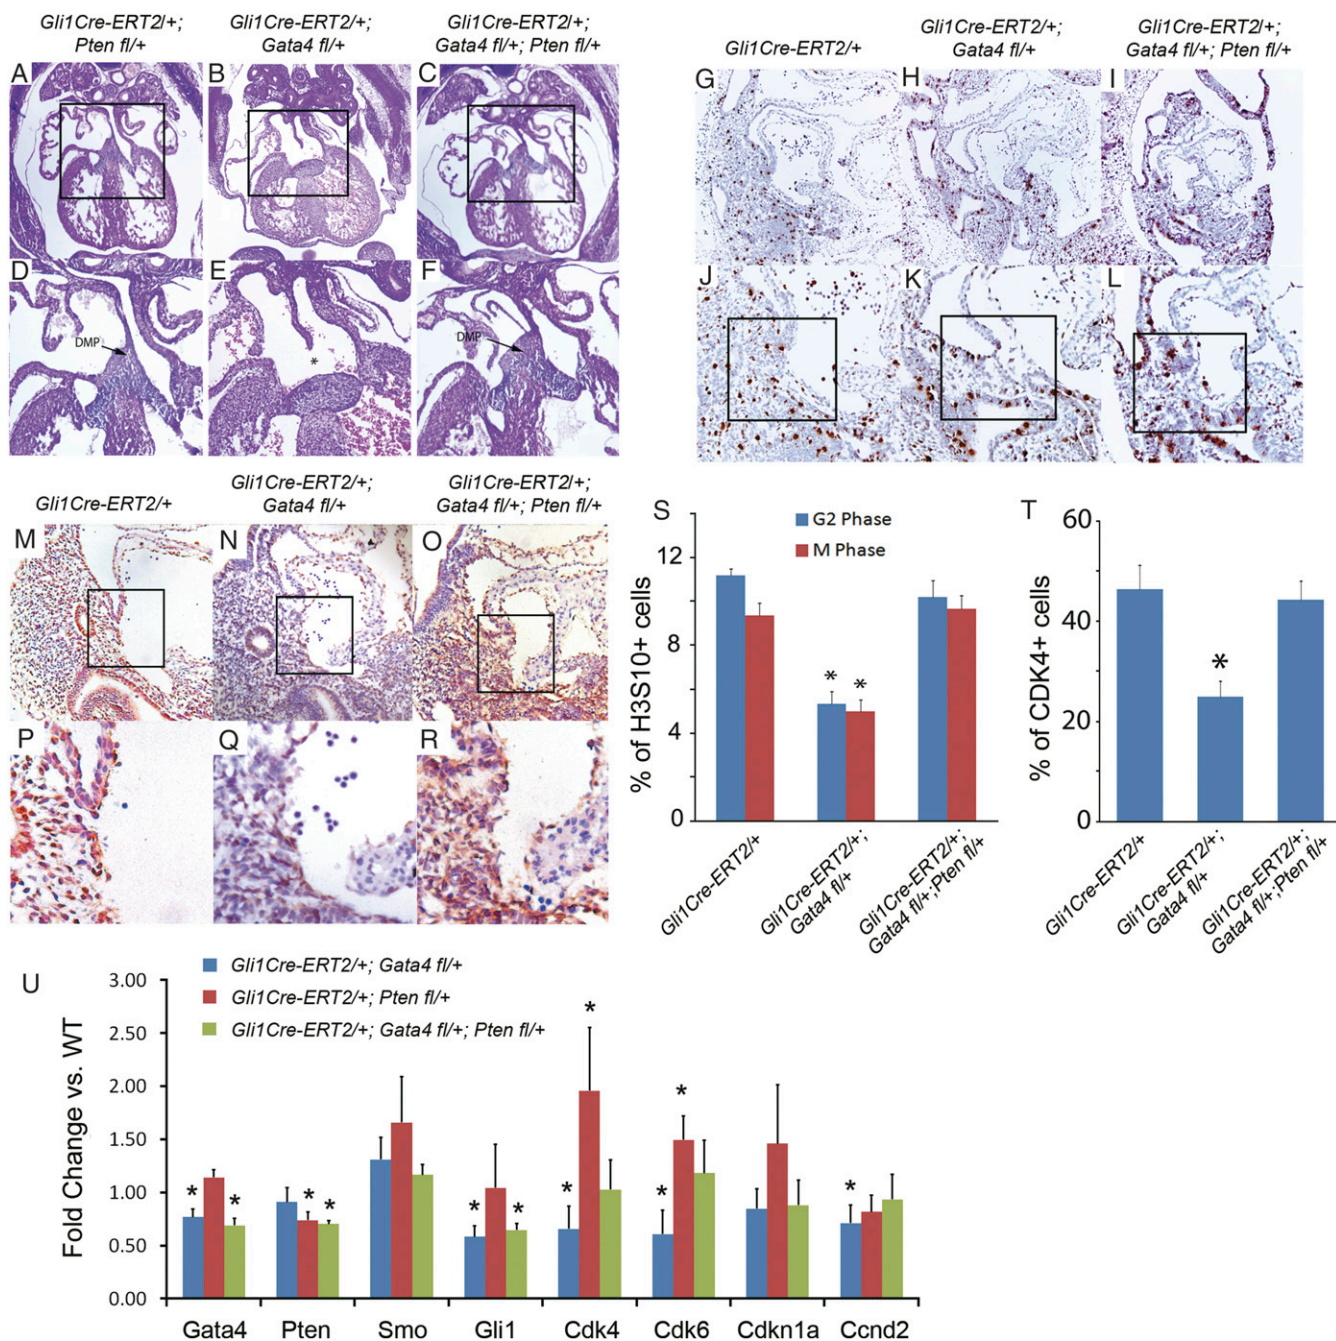 Gli1Cre-ERT2/+;
Pten fl/+
Gli1Cre-ERT2/+;
Gata4 fl/+
Gli1Cre-ERT2/+;
Gata4 fl/+; Pten fl/+
A
B
C
D
DMP
E
*
F
DMP
Gli1Cre-ERT2/+
Gli1Cre-ERT2/+;
Gata4 fl/+
Gli1Cre-ERT2/+;
Gata4 fl/+; Pten fl/+
G
H
I
J
K
L
Gli1Cre-ERT2/+
Gli1Cre-ERT2/+;
Gata4 fl/+
Gli1Cre-ERT2/+;
Gata4 fl/+; Pten fl/+
M
N
O
P
Q
R
S
G2 Phase
M Phase
% of H3S10+ cells
12
8
4
0
* *
Gli1Cre-ERT2/+
Gli1Cre-ERT2/+;
Gata4 fl/+
Gli1Cre-ERT2/+;
Gata4 fl/+;Pten fl/+
T
% of CDK4+ cells
60
40
20
0
*
Gli1Cre-ERT2/+
Gli1Cre-ERT2/+;
Gata4 fl/+
Gli1Cre-ERT2/+;
Gata4 fl/+;Pten fl/+
U
Gli1Cre-ERT2/+; Gata4 fl/+
Gli1Cre-ERT2/+; Pten fl/+
Gli1Cre-ERT2/+; Gata4 fl/+; Pten fl/+
Fold Change vs. WT
3.00
2.50
2.00
1.50
1.00
0.50
0.00
* * * * * * * * * * *
Gata4 Pten Smo Gli1 Cdk4 Cdk6 Cdkn1a Ccnd2